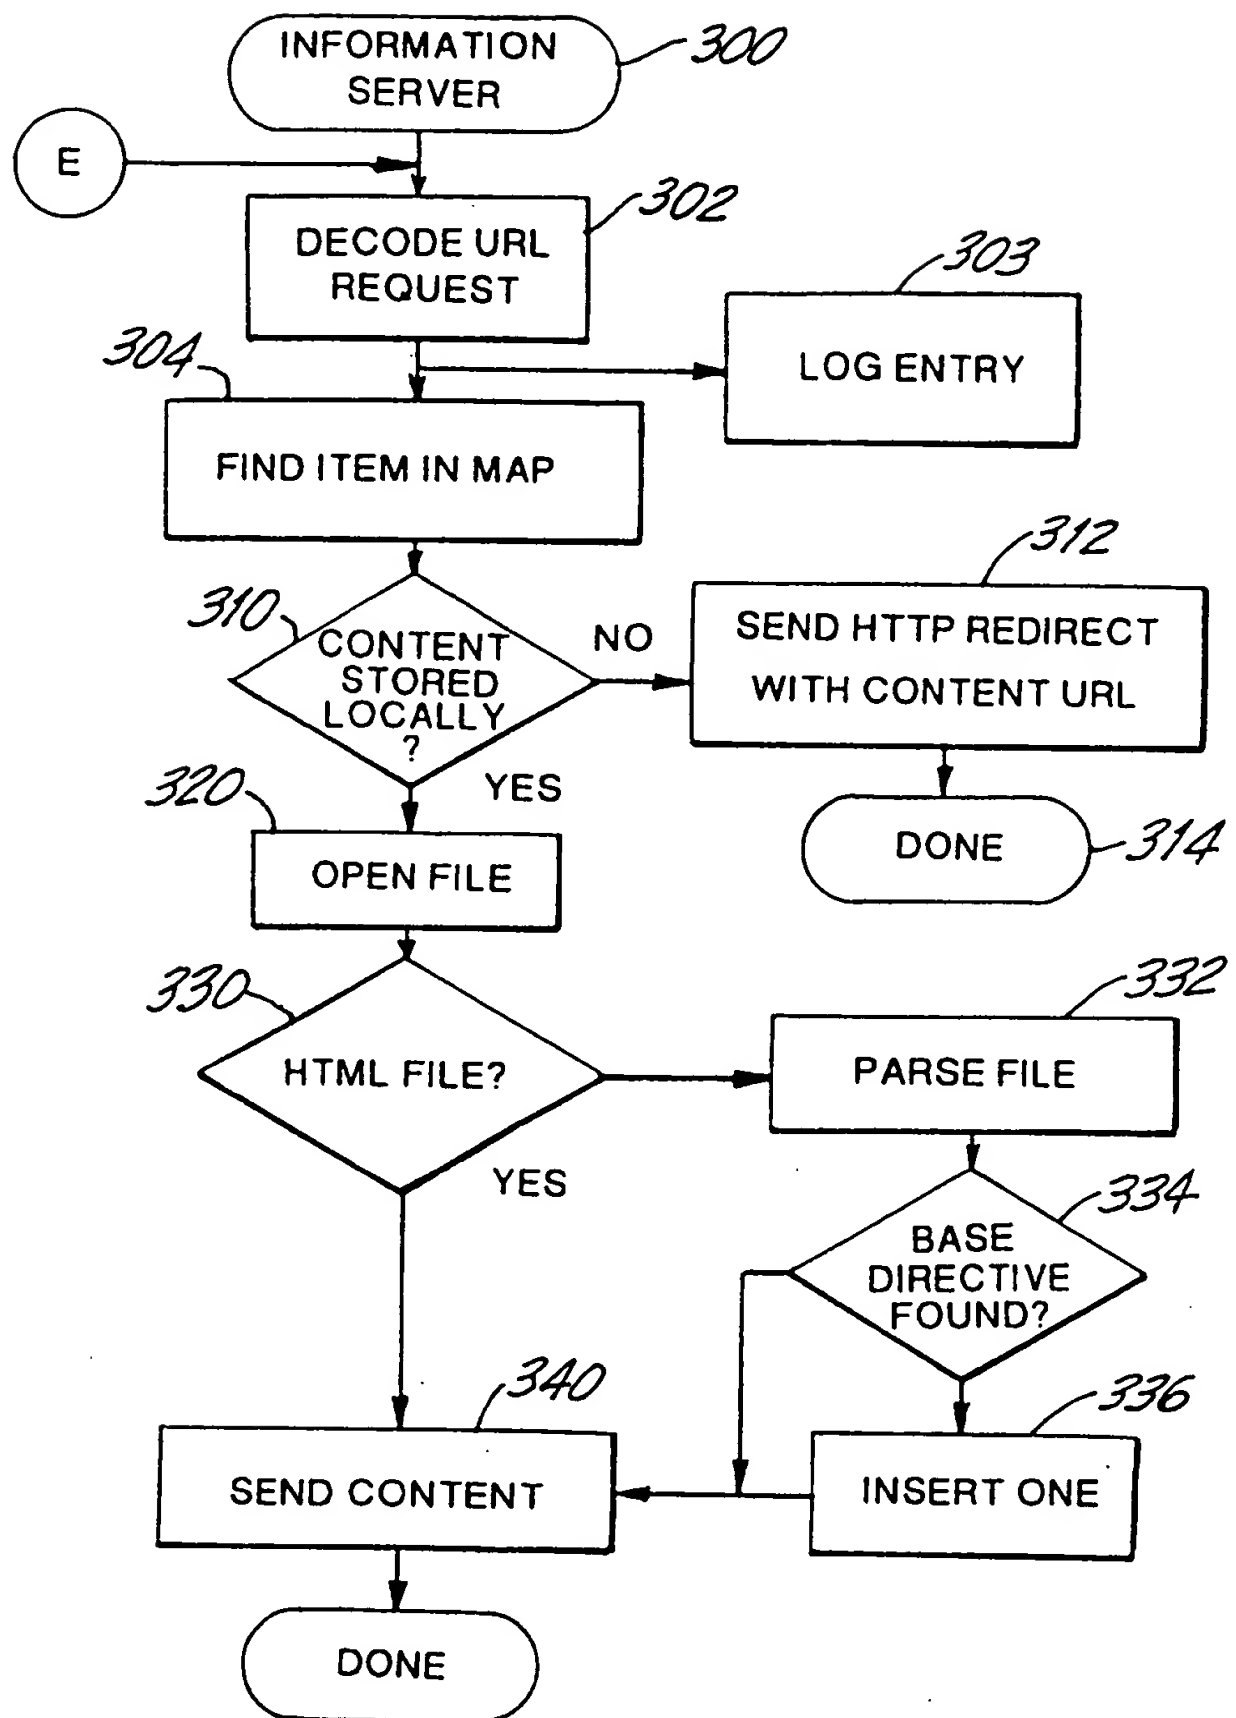 INFORMATION
SERVER
300
E
302
DECODE URL
REQUEST
303
LOG ENTRY
304
FIND ITEM IN MAP
310
CONTENT
STORED
LOCALLY
?
NO
312
SEND HTTP REDIRECT
WITH CONTENT URL
YES
320
OPEN FILE
DONE
314
330
HTML FILE?
332
PARSE FILE
YES
334
BASE
DIRECTIVE
FOUND?
340
SEND CONTENT
336
INSERT ONE
DONE